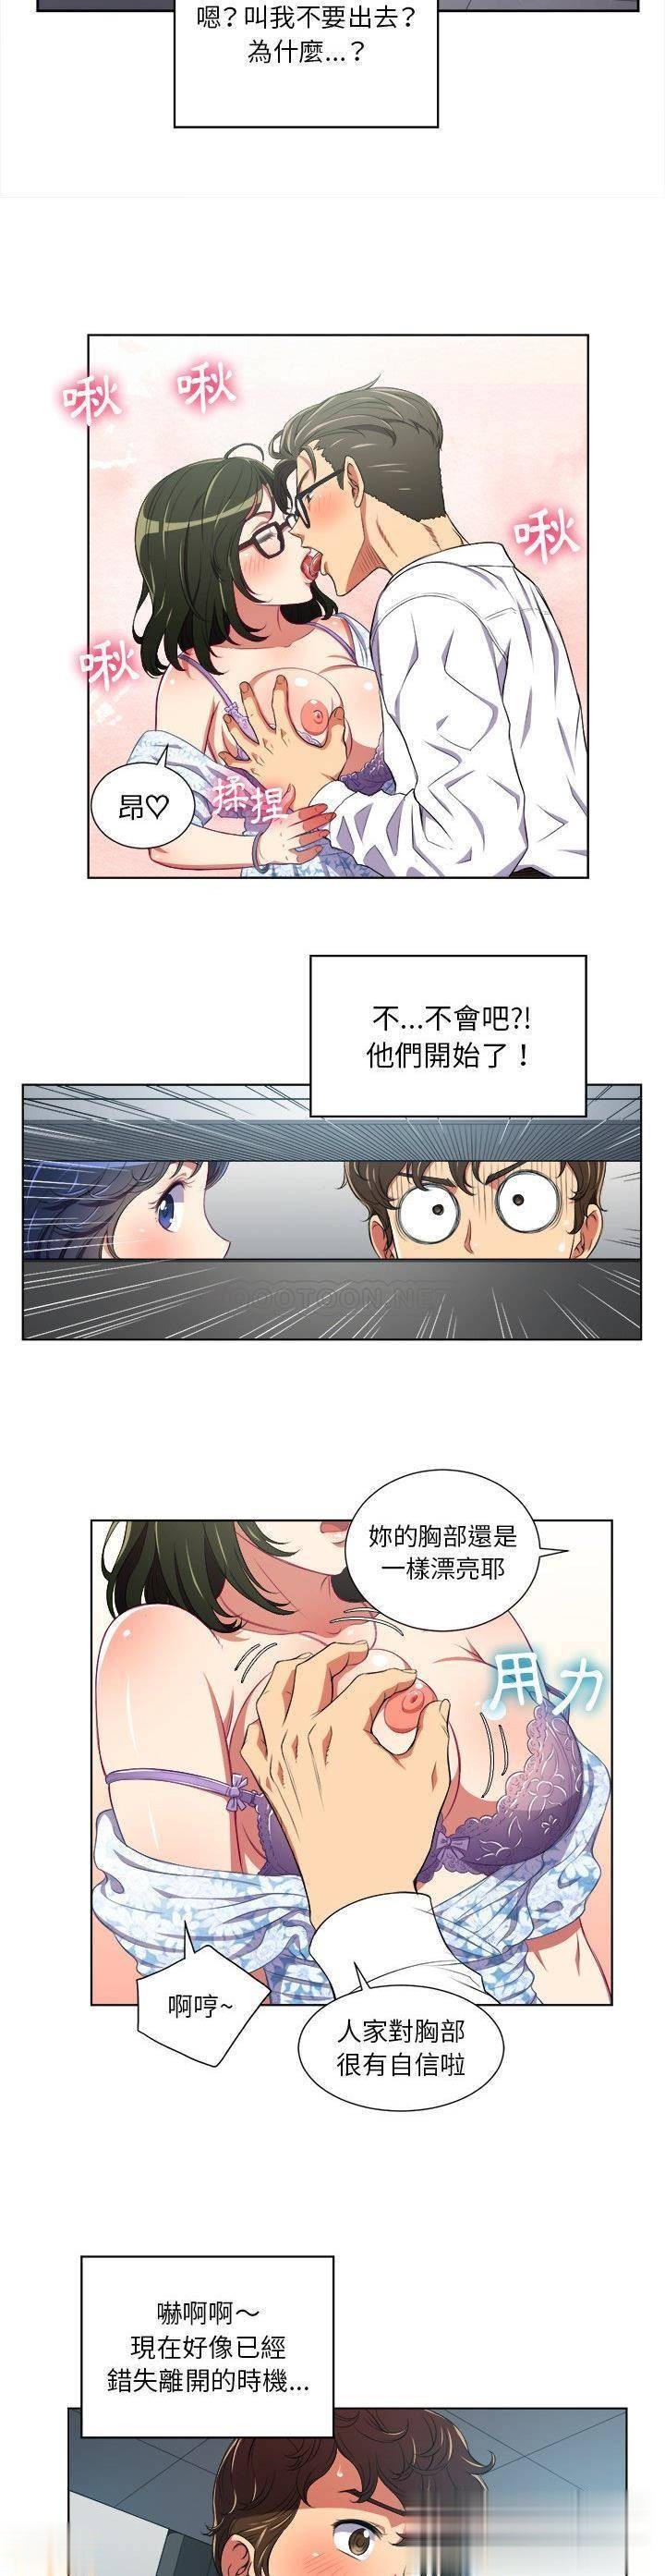 嗯?叫我不要出去?
為什麼...?
啾
啾
啾
啾
昂♡
揉捏
不...不會吧?!
他們開始了!
GOODTOON.NET
妳的胸部還是
一樣漂亮耶
用力
啊哼~
人家對胸部
很有自信啦
嚇啊啊~
現在好像已經
錯失離開的時機...